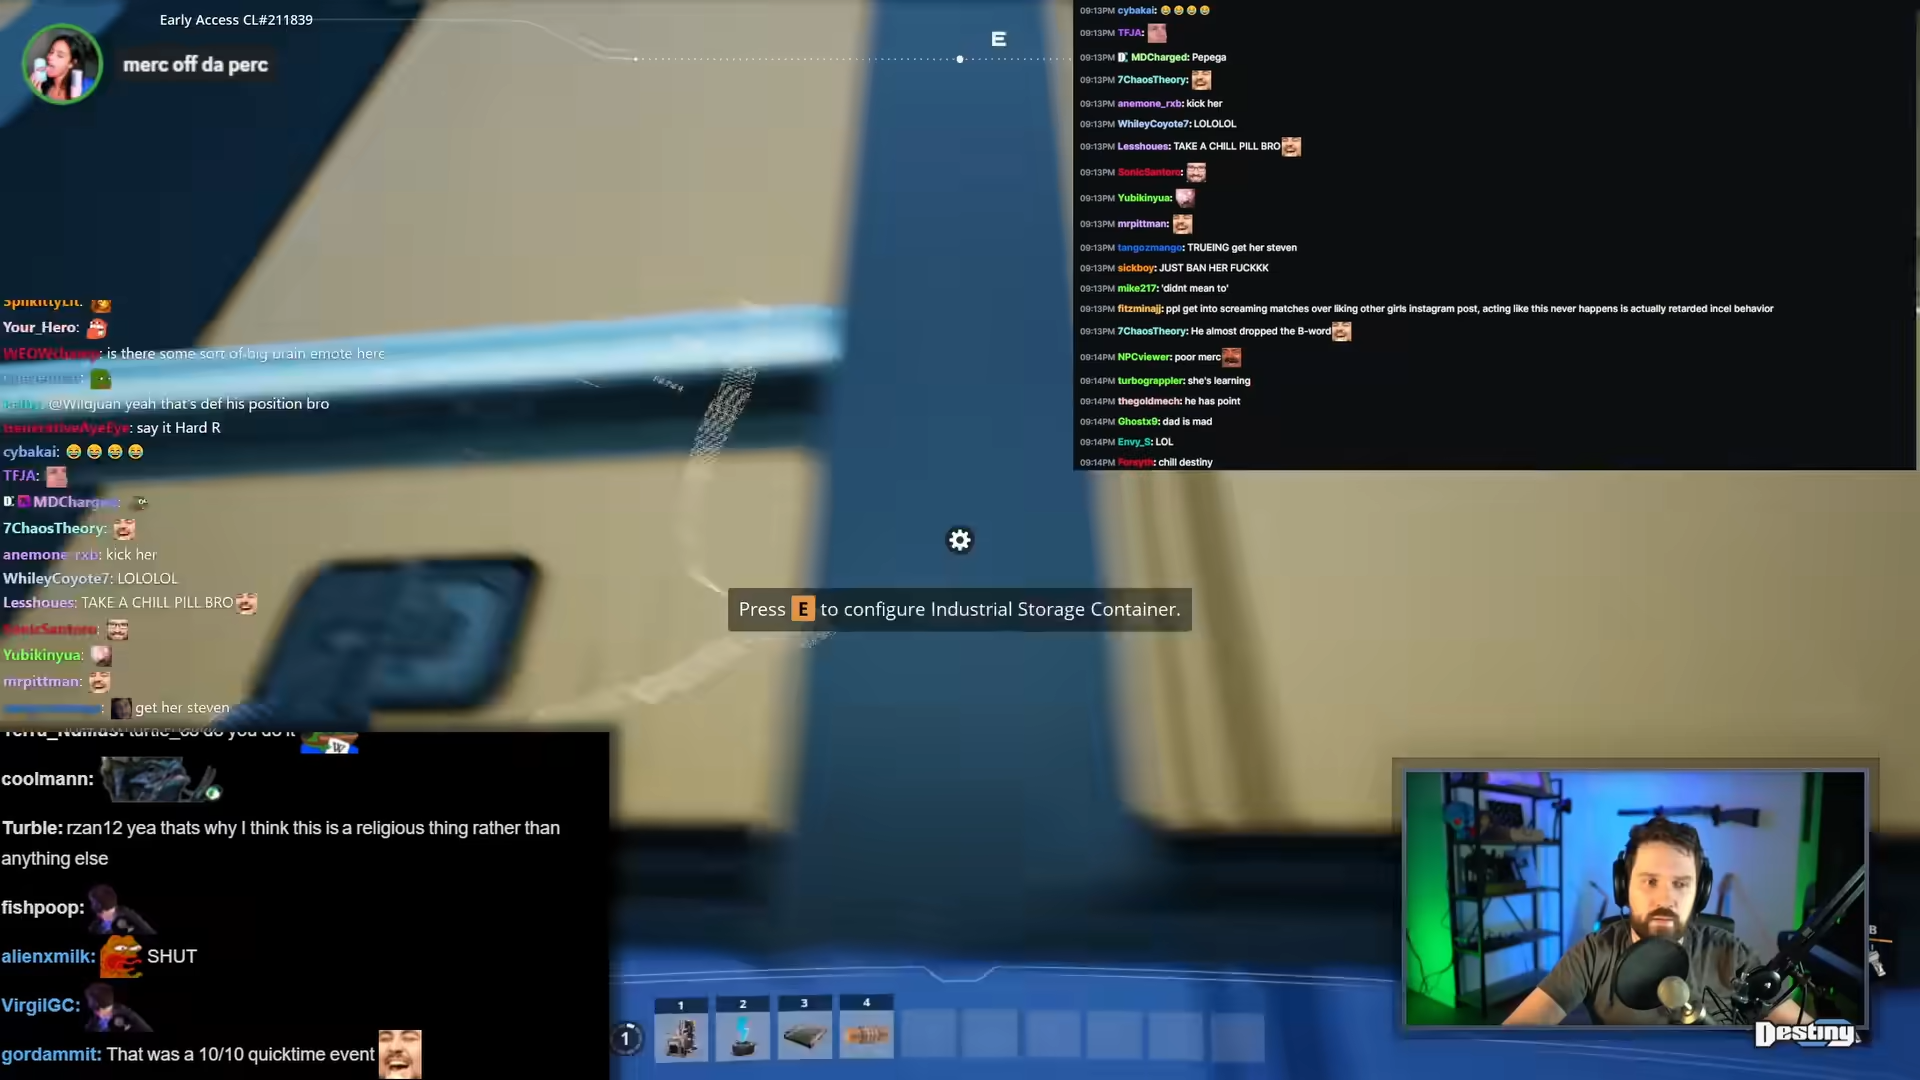 Early Access CL#211839
merc off da perc
E
09:13PM cybakai:
09:13PM TFJA:
09:13PM MDCharged: Pepega
09:13PM 7ChaosTheory:
09:13PM anemone_rxb: kick her
09:13PM WhileyCoyote7: LOLOLOL
09:13PM Lesshoues: TAKE A CHILL PILL BRO
09:13PM SonicSantoro:
09:13PM Yubikinyua:
09:13PM mrpittman:
09:13PM tangozmango: TRUEING get her steven
09:13PM sickboy: JUST BAN HER FUCKKK
09:13PM mike217: 'didnt mean to'
09:13PM fitzminajj: ppl get into screaming matches over liking other girls instagram post, acting like this never happens is actually retarded incel behavior
09:13PM 7ChaosTheory: He almost dropped the B-word
09:14PM NPCviewer: poor merc
09:14PM turbograppler: she's learning
09:14PM thegoldmech: he has point
09:14PM Ghostx9: dad is mad
09:14PM Envy_S: LOL
09:14PM Forsyth: chill destiny
Your_Hero:
: is there some sort of big brain emote here
@Wildjuan yeah that's def his position bro
: say it Hard R
cybakai:
TFJA:
MDCharged:
7ChaosTheory:
anemone_rxb: kick her
WhileyCoyote7: LOLOLOL
Lesshoues: TAKE A CHILL PILL BRO
SonicSantoro:
Yubikinyua:
mrpittman:
: get her steven
coolmann:
Turble: rzan12 yea thats why I think this is a religious thing rather than
anything else
fishpoop:
alienxmilk: SHUT
VirgilGC:
gordammit: That was a 10/10 quicktime event
Press E to configure Industrial Storage Container.
1
1 2 3 4
Destiny